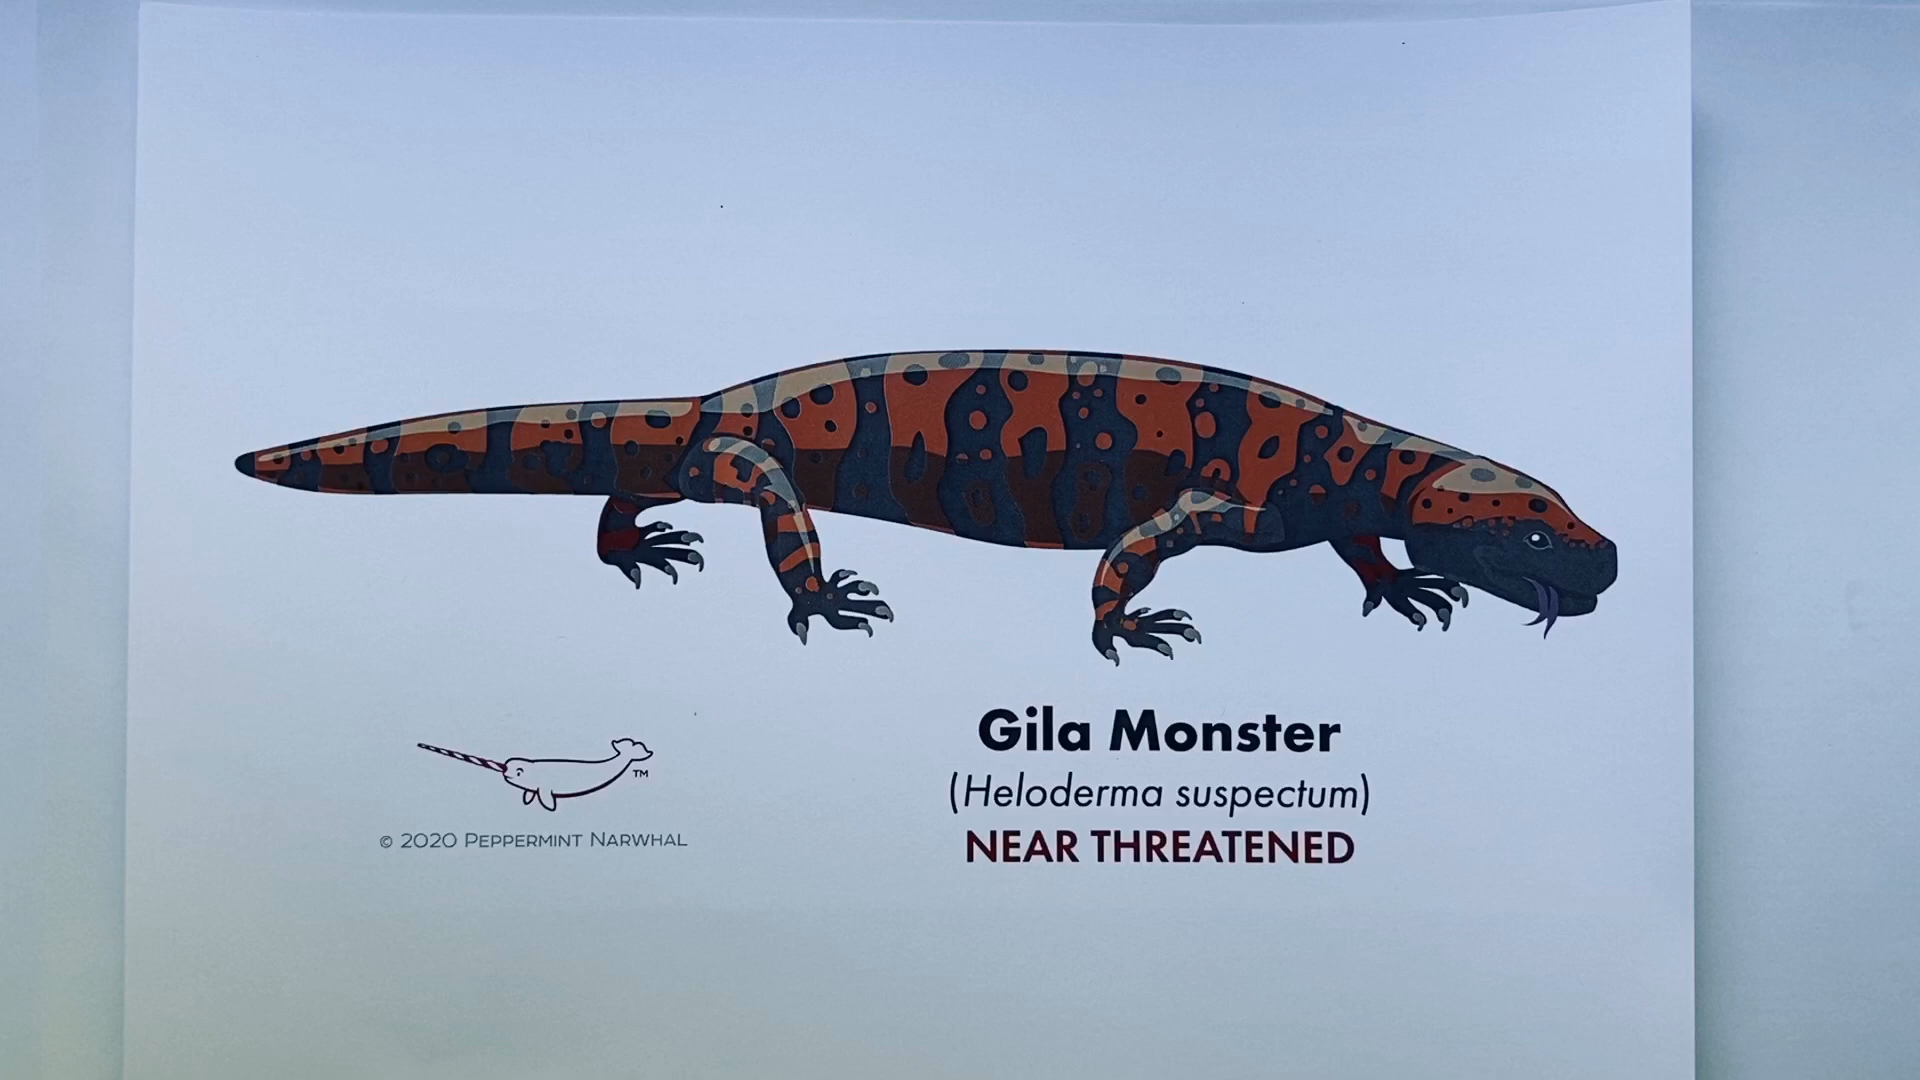 Gila Monster
(Heloderma suspectum)
NEAR THREATENED
TM
© 2020 PEPPERMINT NARWHAL